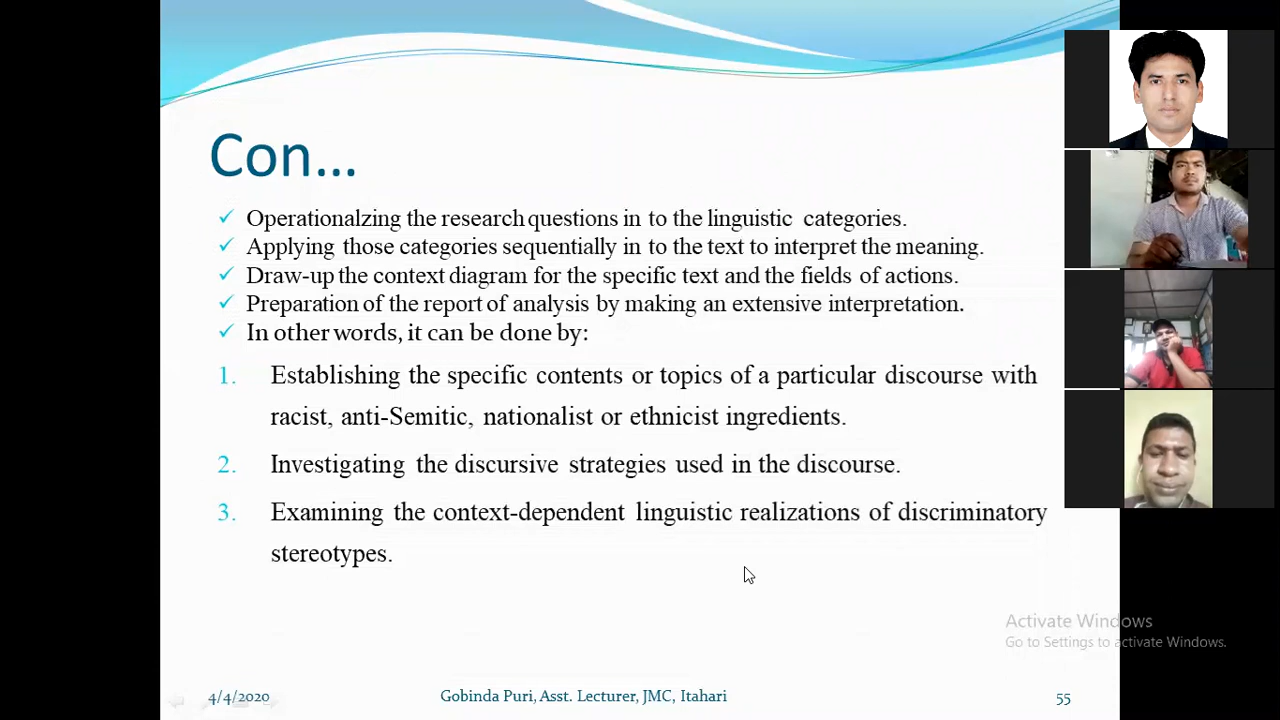 Con...
Operationalzing the research questions in to the linguistic categories.
Applying those categories sequentially in to the text to interpret the meaning.
Draw-up the context diagram for the specific text and the fields of actions.
Preparation of the report of analysis by making an extensive interpretation.
In other words, it can be done by:
1. Establishing the specific contents or topics of a particular discourse with
racist, anti-Semitic, nationalist or ethnicist ingredients.
2. Investigating the discursive strategies used in the discourse.
3. Examining the context-dependent linguistic realizations of discriminatory
stereotypes.
Activate Windows
Go to Settings to activate Windows.
4/4/2020
Gobinda Puri, Asst. Lecturer, JMC, Itahari
55